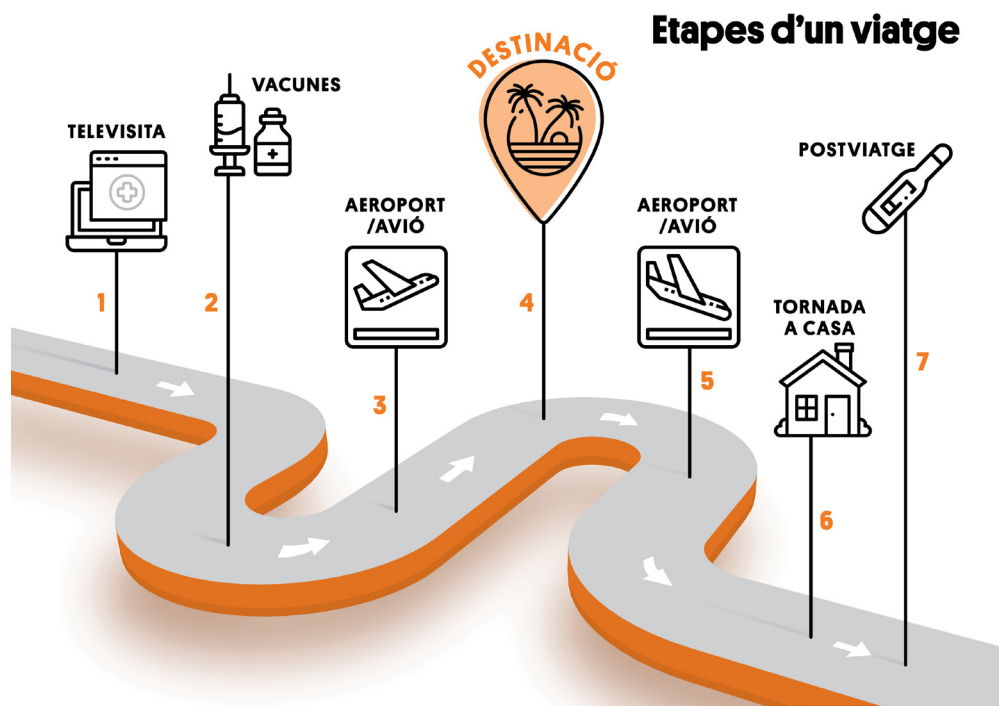 Etapes d'un viatge
TELEVISITA
1
VACUNES
2
AEROPORT
/AVIÓ
3
DESTINACIÓ
4
AEROPORT
/AVIÓ
5
TORNADA
A CASA
6
POSTVIATGE
7